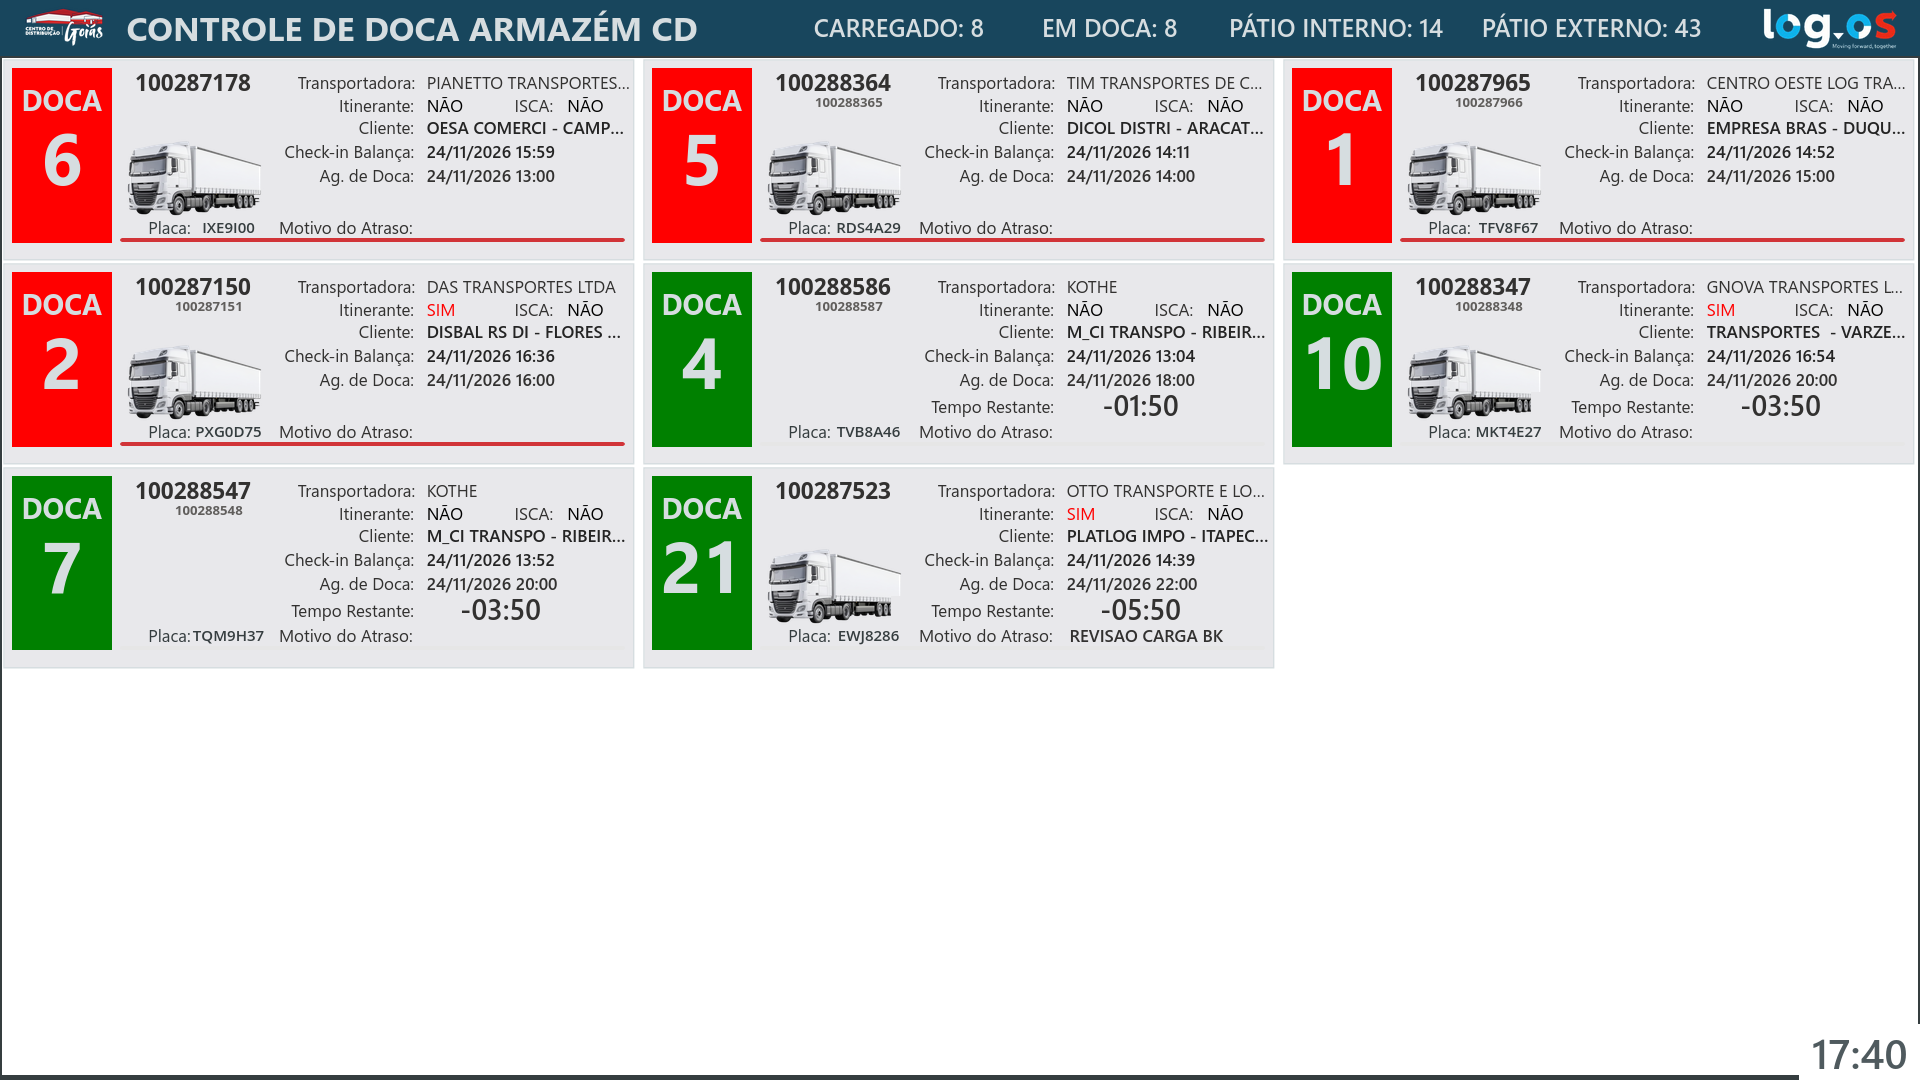 CENTRO DE DISTRIBUIÇÃO Goiás
CONTROLE DE DOCA ARMAZÉM CD
CARREGADO: 8
EM DOCA: 8
PÁTIO INTERNO: 14
PÁTIO EXTERNO: 43
log.os
Moving forward, together
DOCA
6
100287178
Transportadora: PIANETTO TRANSPORTES...
Itinerante: NÃO ISCA: NÃO
Cliente: OESA COMERCI - CAMP...
Check-in Balança: 24/11/2026 15:59
Ag. de Doca: 24/11/2026 13:00
Placa: IXE9I00 Motivo do Atraso:
DOCA
5
100288364
100288365
Transportadora: TIM TRANSPORTES DE C...
Itinerante: NÃO ISCA: NÃO
Cliente: DICOL DISTRI - ARACAT...
Check-in Balança: 24/11/2026 14:11
Ag. de Doca: 24/11/2026 14:00
Placa: RDS4A29 Motivo do Atraso:
DOCA
1
100287965
100287966
Transportadora: CENTRO OESTE LOG TRA...
Itinerante: NÃO ISCA: NÃO
Cliente: EMPRESA BRAS - DUQU...
Check-in Balança: 24/11/2026 14:52
Ag. de Doca: 24/11/2026 15:00
Placa: TFV8F67 Motivo do Atraso:
DOCA
2
100287150
100287151
Transportadora: DAS TRANSPORTES LTDA
Itinerante: SIM ISCA: NÃO
Cliente: DISBAL RS DI - FLORES ...
Check-in Balança: 24/11/2026 16:36
Ag. de Doca: 24/11/2026 16:00
Placa: PXG0D75 Motivo do Atraso:
DOCA
4
100288586
100288587
Transportadora: KOTHE
Itinerante: NÃO ISCA: NÃO
Cliente: M_CI TRANSPO - RIBEIR...
Check-in Balança: 24/11/2026 13:04
Ag. de Doca: 24/11/2026 18:00
Tempo Restante: -01:50
Placa: TVB8A46 Motivo do Atraso:
DOCA
10
100288347
100288348
Transportadora: GNOVA TRANSPORTES L...
Itinerante: SIM ISCA: NÃO
Cliente: TRANSPORTES - VARZE...
Check-in Balança: 24/11/2026 16:54
Ag. de Doca: 24/11/2026 20:00
Tempo Restante: -03:50
Placa: MKT4E27 Motivo do Atraso:
DOCA
7
100288547
100288548
Transportadora: KOTHE
Itinerante: NÃO ISCA: NÃO
Cliente: M_CI TRANSPO - RIBEIR...
Check-in Balança: 24/11/2026 13:52
Ag. de Doca: 24/11/2026 20:00
Tempo Restante: -03:50
Placa: TQM9H37 Motivo do Atraso:
DOCA
21
100287523
Transportadora: OTTO TRANSPORTE E LO...
Itinerante: SIM ISCA: NÃO
Cliente: PLATLOG IMPO - ITAPEC...
Check-in Balança: 24/11/2026 14:39
Ag. de Doca: 24/11/2026 22:00
Tempo Restante: -05:50
Placa: EWJ8286 Motivo do Atraso: REVISAO CARGA BK
17:40